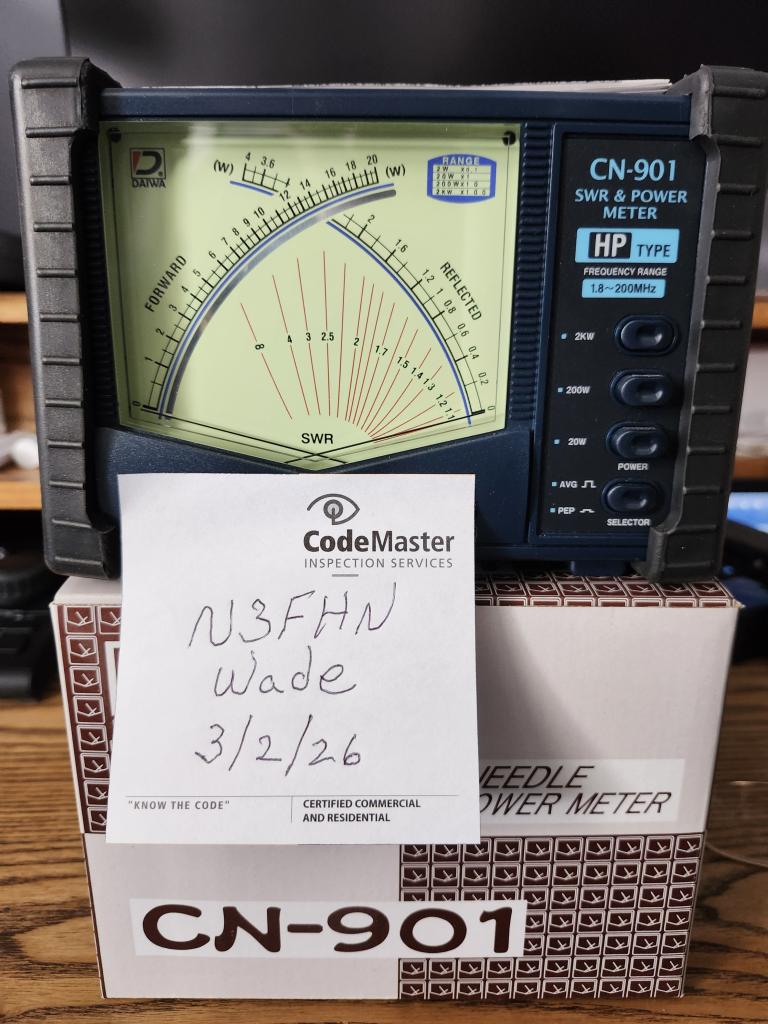 DAIWA
(W)
4 3.6
14 16 18 20 (W)
RANGE
2W X0.1
20W X1
200W X10
2KW X100
FORWARD
0 1 2 3 4 5 6 7 8 9 10 12
REFLECTED
2 1.6 1.2 1 0.8 0.6 0.4 0.2 0
∞ 4 3 2.5 2 1.7 1.5 1.4 1.3 1.2 1.1
SWR
CN-901
SWR & POWER
METER
HP TYPE
FREQUENCY RANGE
1.8~200MHz
2KW
200W
20W
POWER
AVG
PEP
SELECTOR
CodeMaster
INSPECTION SERVICES
N3FHN
Wade
3/2/26
"KNOW THE CODE"
CERTIFIED COMMERCIAL
AND RESIDENTIAL
NEEDLE
POWER METER
CN-901